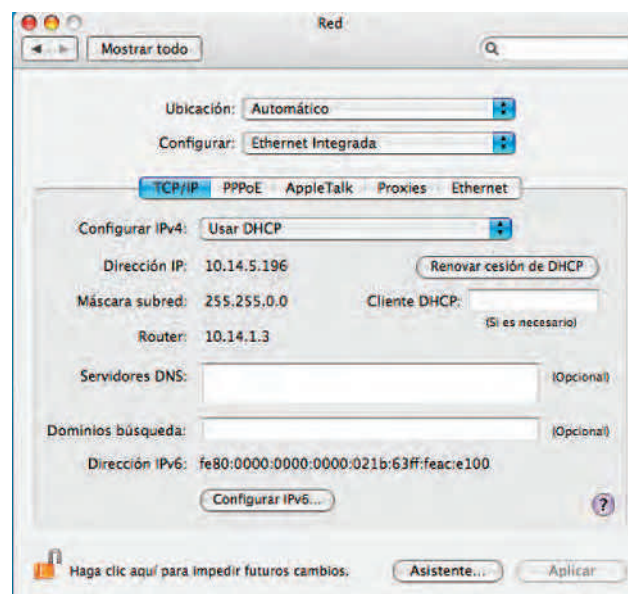 Red
Mostrar todo
Ubicación: Automático
Configurar: Ethernet Integrada
TCP/IP PPPoE AppleTalk Proxies Ethernet
Configurar IPv4: Usar DHCP
Dirección IP: 10.14.5.196 Renovar cesión de DHCP
Máscara subred: 255.255.0.0 Cliente DHCP:
(Si es necesario)
Router: 10.14.1.3
Servidores DNS: (Opcional)
Dominios búsqueda: (Opcional)
Dirección IPv6: fe80:0000:0000:0000:021b:63ff:feac:e100
Configurar IPv6... ?
Haga clic aquí para impedir futuros cambios. Asistente... Aplicar